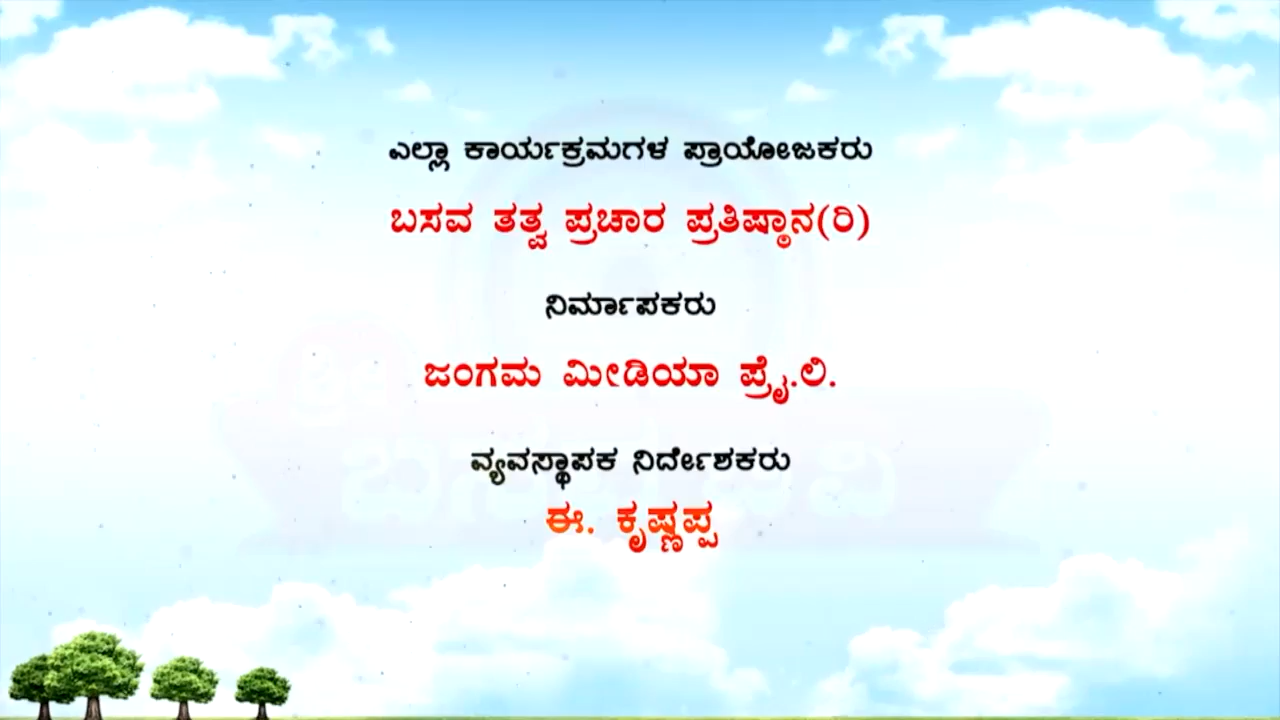 ಎಲ್ಲಾ ಕಾರ್ಯಕ್ರಮಗಳ ಪ್ರಾಯೋಜಕರು
ಬಸವ ತತ್ವ ಪ್ರಚಾರ ಪ್ರತಿಷ್ಠಾನ(ರಿ)
ನಿರ್ಮಾಪಕರು
ಜಂಗಮ ಮೀಡಿಯಾ ಪ್ರೈ.ಲಿ.
ವ್ಯವಸ್ಥಾಪಕ ನಿರ್ದೇಶಕರು
ಈ. ಕೃಷ್ಣಪ್ಪ